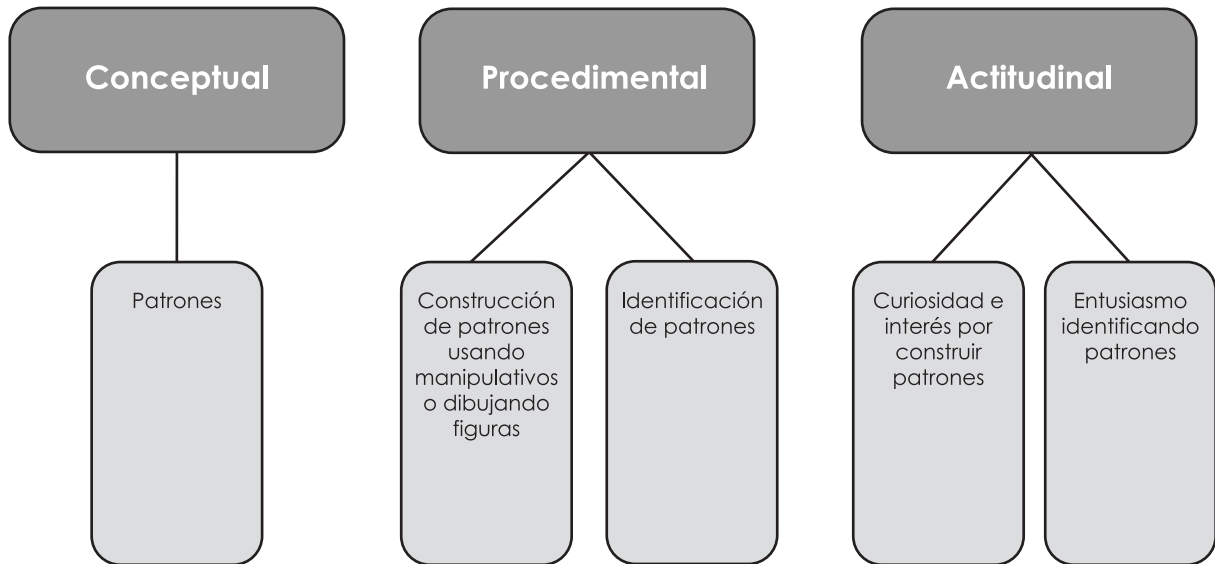 Conceptual
Procedimental
Actitudinal
Patrones
Construcción
de patrones
usando
manipulativos
o dibujando
figuras
Identificación
de patrones
Curiosidad e
interés por
construir
patrones
Entusiasmo
identificando
patrones